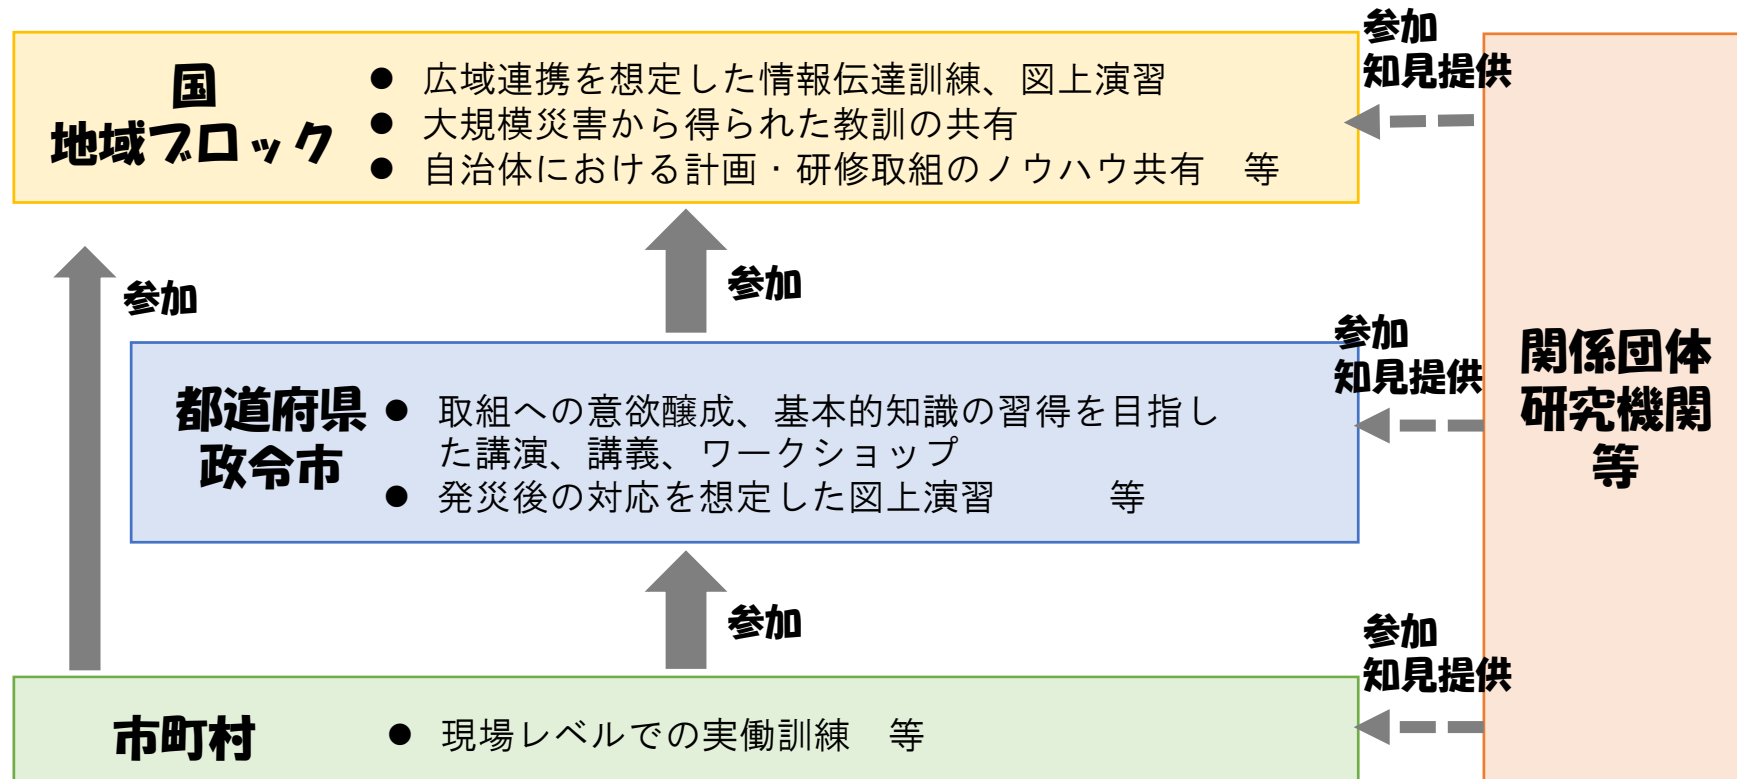 国
地域ブロック
● 広域連携を想定した情報伝達訓練、図上演習
● 大規模災害から得られた教訓の共有
● 自治体における計画・研修取組のノウハウ共有　等
参加
知見提供
参加
参加
都道府県
政令市
● 取組への意欲醸成、基本的知識の習得を目指し
た講演、講義、ワークショップ
● 発災後の対応を想定した図上演習　　　等
参加
知見提供
関係団体
研究機関
等
参加
市町村
● 現場レベルでの実働訓練　等
参加
知見提供